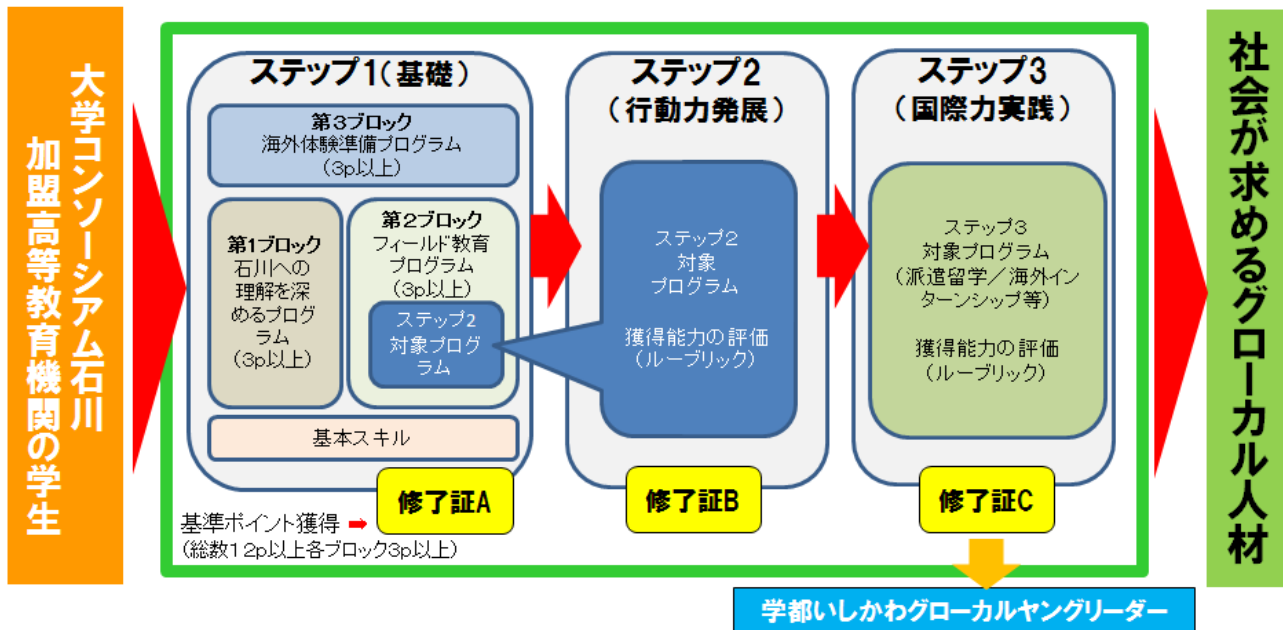 大学コンソーシアム石川
加盟高等教育機関の学生
ステップ1(基礎)
第3ブロック
海外体験準備プログラム
(3p以上)
第1ブロック
石川への
理解を深
めるプログ
ラム
(3p以上)
第2ブロック
フィールド教育
プログラム
(3p以上)
ステップ2
対象プログ
ラム
基本スキル
修了証A
基準ポイント獲得
(総数12p以上各ブロック3p以上)
ステップ2
(行動力発展)
ステップ2
対象
プログラム
獲得能力の評価
(ルーブリック)
修了証B
ステップ3
(国際力実践)
ステップ3
対象プログラム
(派遣留学/海外イン
ターンシップ等)
獲得能力の評価
(ルーブリック)
修了証C
学都いしかわグローカルヤングリーダー
社会が求めるグローカル人材